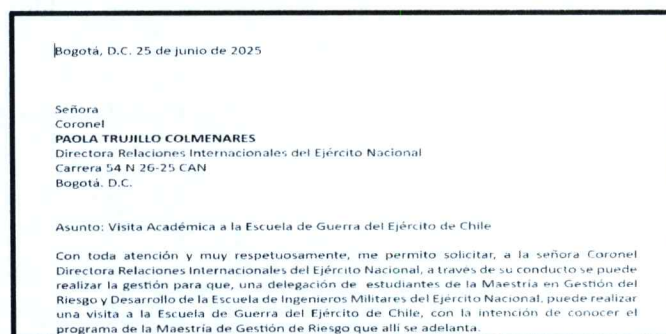 Bogotá, D.C. 25 de junio de 2025
Señora
Coronel
PAOLA TRUJILLO COLMENARES
Directora Relaciones Internacionales del Ejército Nacional
Carrera 54 N 26-25 CAN
Bogotá. D.C.
Asunto: Visita Académica a la Escuela de Guerra del Ejército de Chile
Con toda atención y muy respetuosamente, me permito solicitar, a la señora Coronel
Directora Relaciones Internacionales del Ejército Nacional, a través de su conducto se puede
realizar la gestión para que, una delegación de estudiantes de la Maestría en Gestión del
Riesgo y Desarrollo de la Escuela de Ingenieros Militares del Ejército Nacional, puede realizar
una visita a la Escuela de Guerra del Ejército de Chile, con la intención de conocer el
programa de la Maestría de Gestión de Riesgo que allí se adelanta.